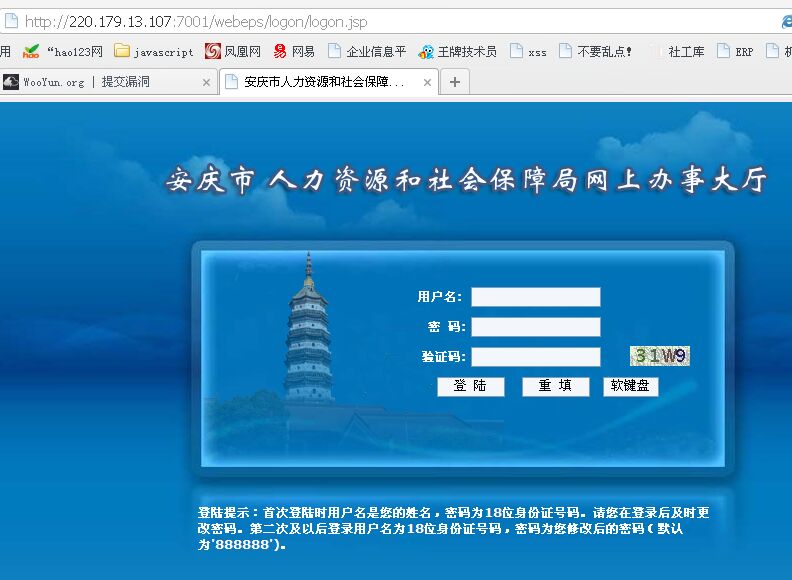 http://220.179.13.107:7001/webeps/logon/logon.jsp
用 “hao123网 javascript 凤凰网 网易 企业信息平 王牌技术员 xss 不要乱点! 社工库 ERP
WooYun.org | 提交漏洞 × 安庆市人力资源和社会保障... × +
安庆市人力资源和社会保障局网上办事大厅
用户名:
密 码:
验证码: 31W9
登 陆 重 填 软键盘
登陆提示：首次登陆时用户名是您的姓名，密码为18位身份证号码。请您在登录后及时更
改密码。第二次及以后登录用户名为18位身份证号码，密码为您修改后的密码（默认
为'888888'）。